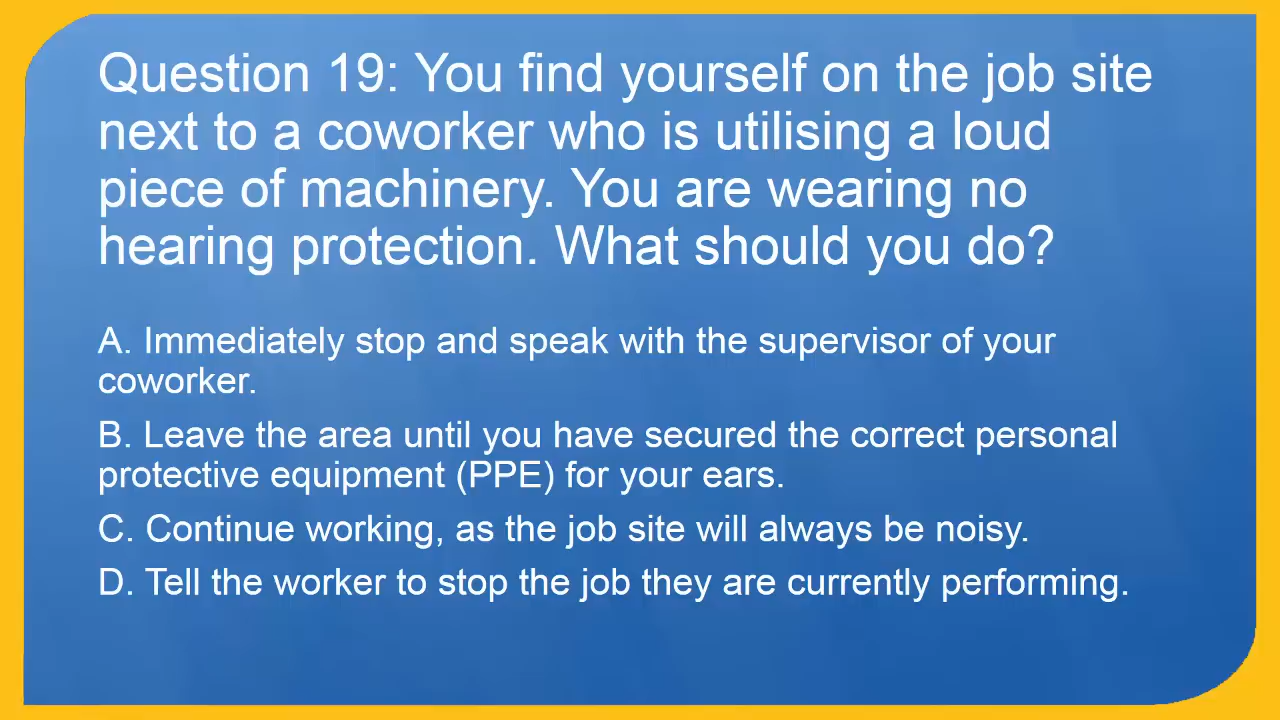 Question 19: You find yourself on the job site
next to a coworker who is utilising a loud
piece of machinery. You are wearing no
hearing protection. What should you do?
A. Immediately stop and speak with the supervisor of your
coworker.
B. Leave the area until you have secured the correct personal
protective equipment (PPE) for your ears.
C. Continue working, as the job site will always be noisy.
D. Tell the worker to stop the job they are currently performing.